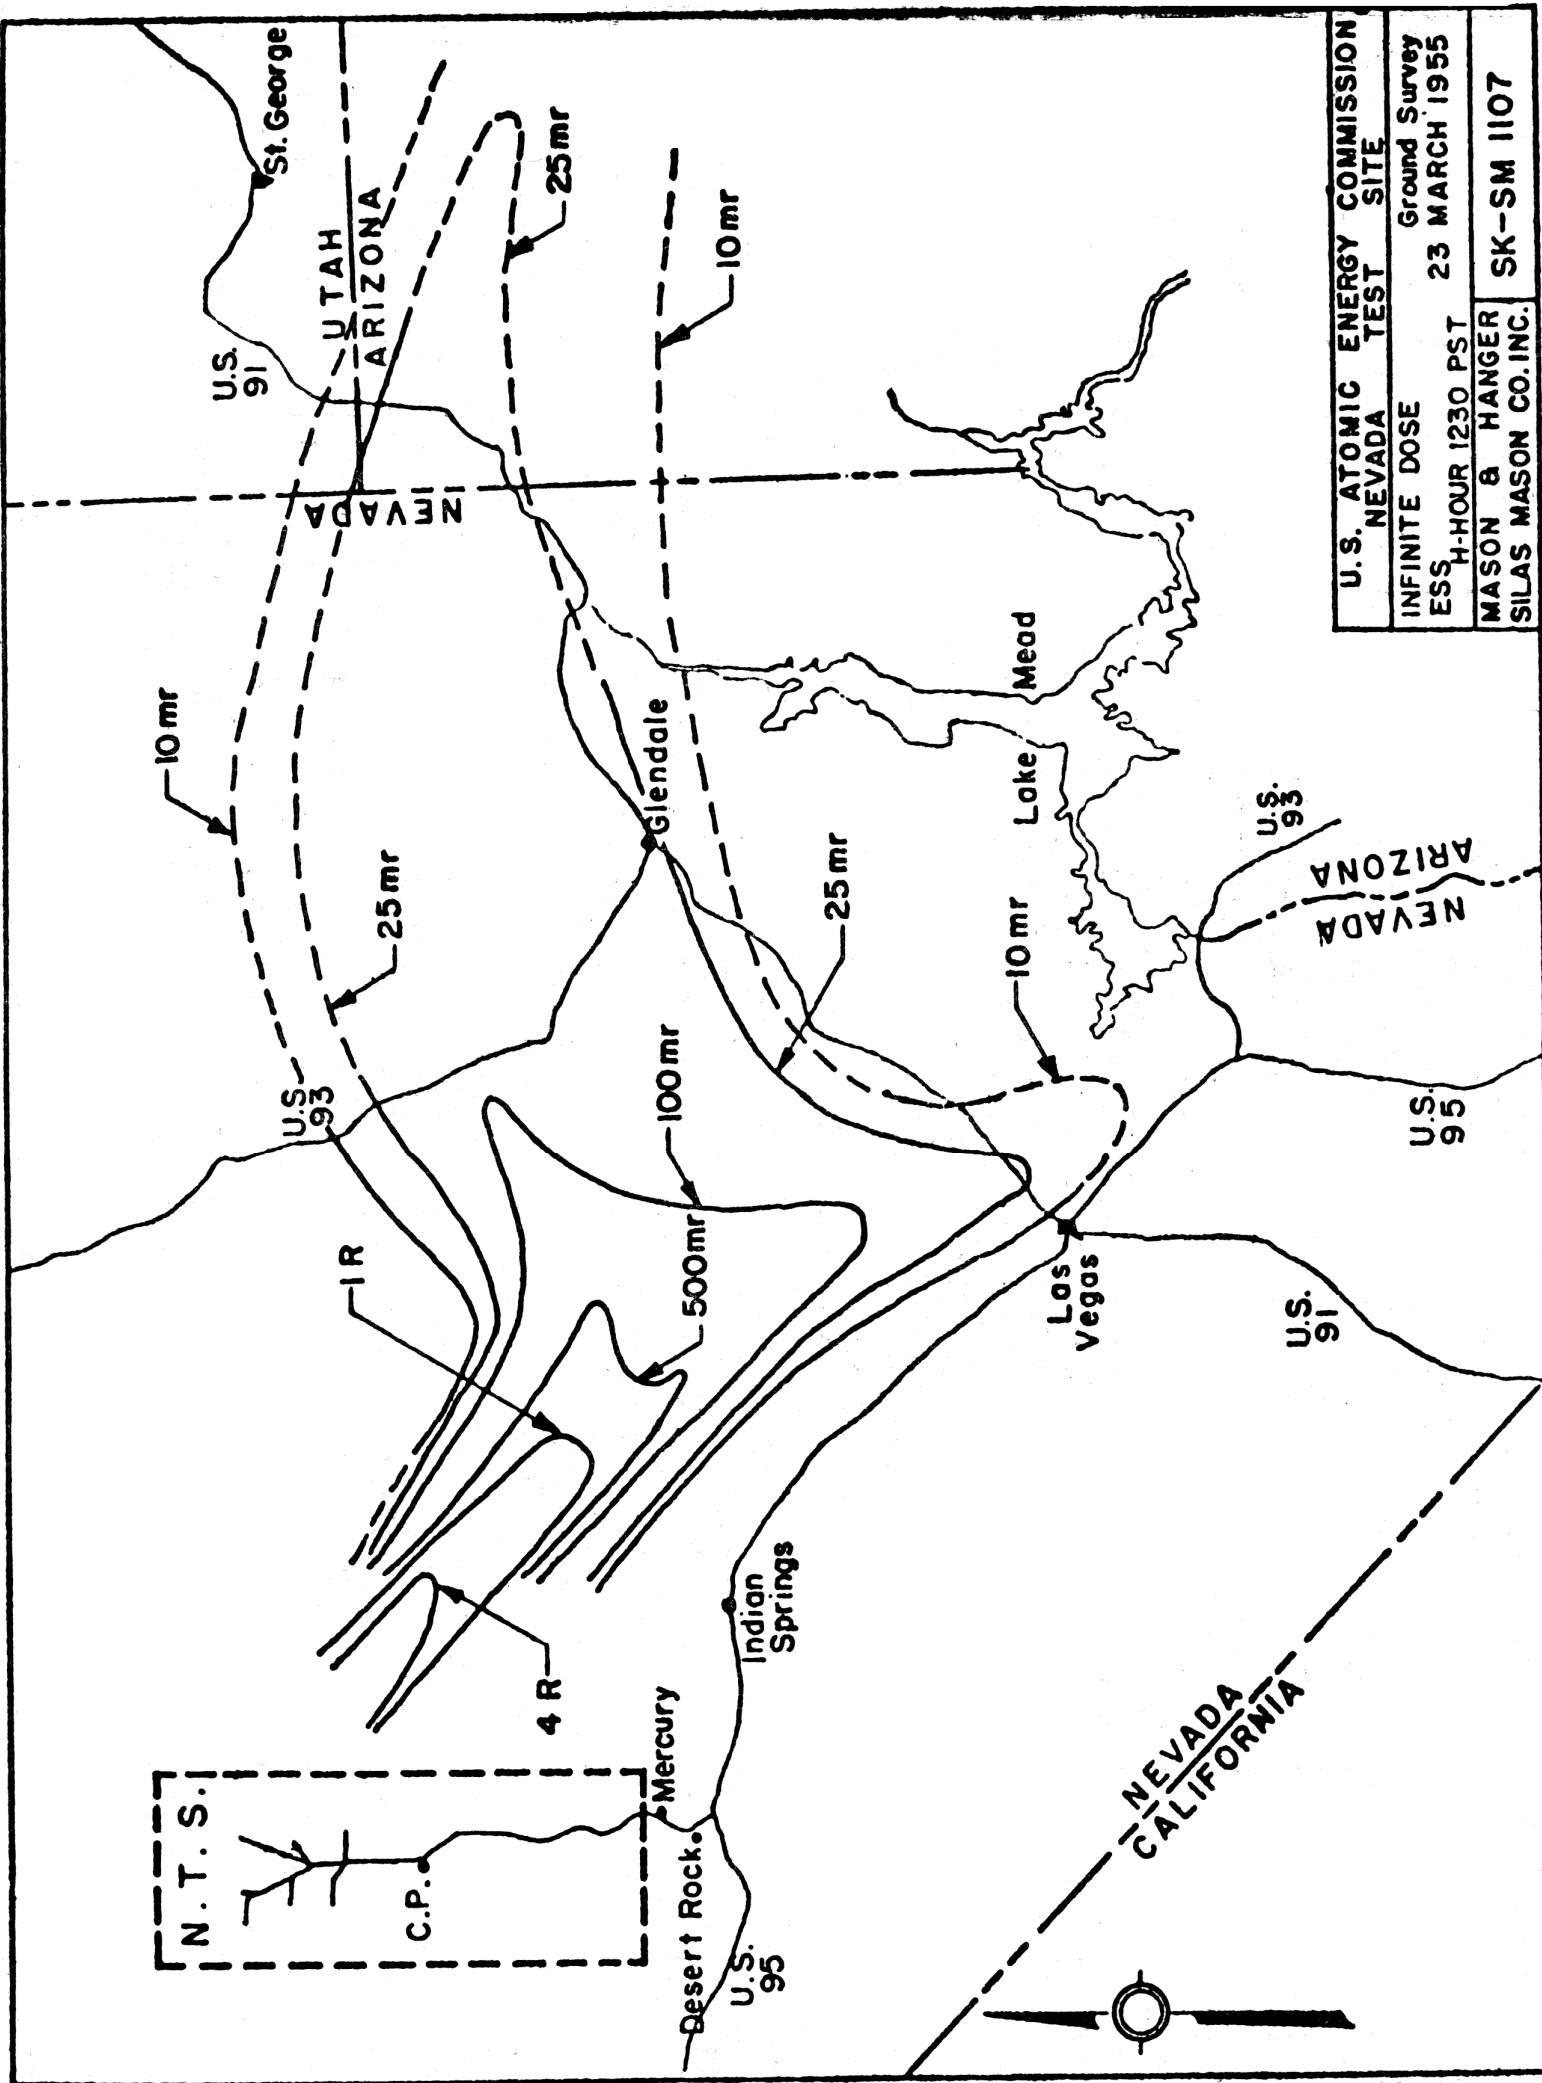 N. T. S.
C.P.
Mercury
Desert Rock
U.S.
95
Indian
Springs
4 R
1 R
500mr
100mr
U.S.
93
25mr
10mr
Las
Vegas
U.S.
91
U.S.
95
10mr
25mr
Glendale
Lake Mead
U.S.
93
NEVADA
ARIZONA
NEVADA
UTAH
ARIZONA
U.S.
91
St. George
25mr
10mr
NEVADA
CALIFORNIA
U.S. ATOMIC ENERGY COMMISSION
NEVADA TEST SITE
INFINITE DOSE Ground Survey
ESS 23 MARCH 1955
H-HOUR 1230 PST
MASON & HANGER
SILAS MASON CO. INC.
SK-SM 1107